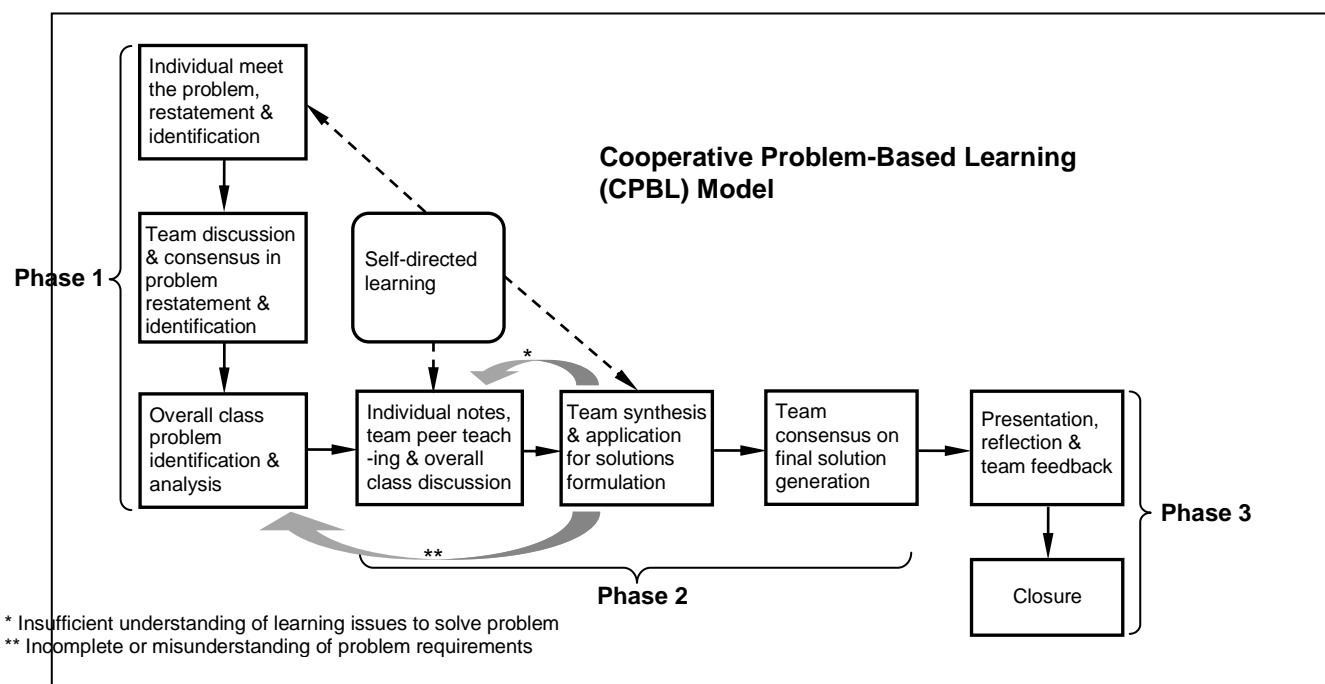 Individual meet
the problem,
restatement &
identification
Cooperative Problem-Based Learning
(CPBL) Model
Phase 1
Team discussion
& consensus in
problem
restatement &
identification
Self-directed
learning
*
Overall class
problem
identification &
analysis
Individual notes,
team peer teach
-ing & overall
class discussion
Team synthesis
& application
for solutions
formulation
Team
consensus on
final solution
generation
Presentation,
reflection &
team feedback
Phase 3
**
Phase 2
Closure
* Insufficient understanding of learning issues to solve problem
** Incomplete or misunderstanding of problem requirements